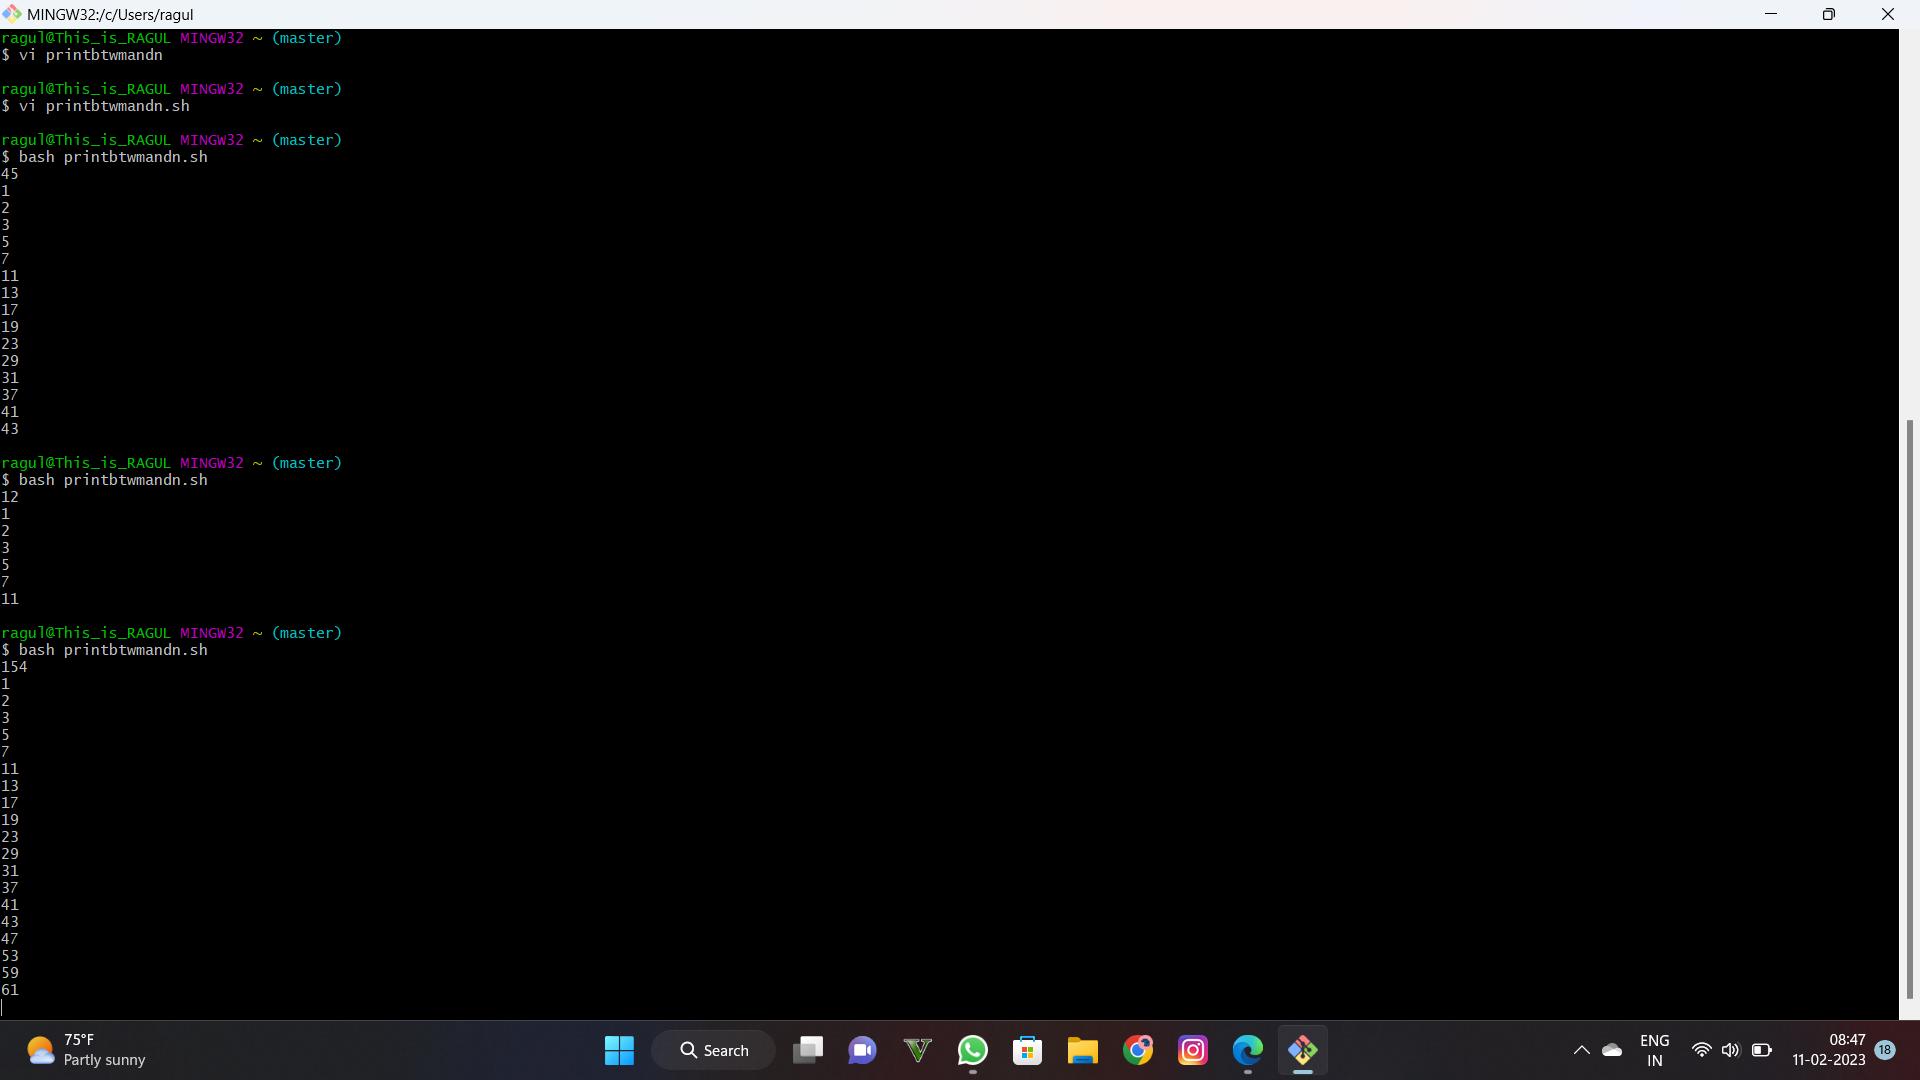 MINGW32:/c/Users/ragul
ragul@This_is_RAGUL MINGW32 ~ (master)
$ vi printbtwmandn
ragul@This_is_RAGUL MINGW32 ~ (master)
$ vi printbtwmandn.sh
ragul@This_is_RAGUL MINGW32 ~ (master)
$ bash printbtwmandn.sh
45
1
2
3
5
7
11
13
17
19
23
29
31
37
41
43
ragul@This_is_RAGUL MINGW32 ~ (master)
$ bash printbtwmandn.sh
12
1
2
3
5
7
11
ragul@This_is_RAGUL MINGW32 ~ (master)
$ bash printbtwmandn.sh
154
1
2
3
5
7
11
13
17
19
23
29
31
37
41
43
47
53
59
61
75°F
Partly sunny
Search
ENG
IN
08:47
11-02-2023
18